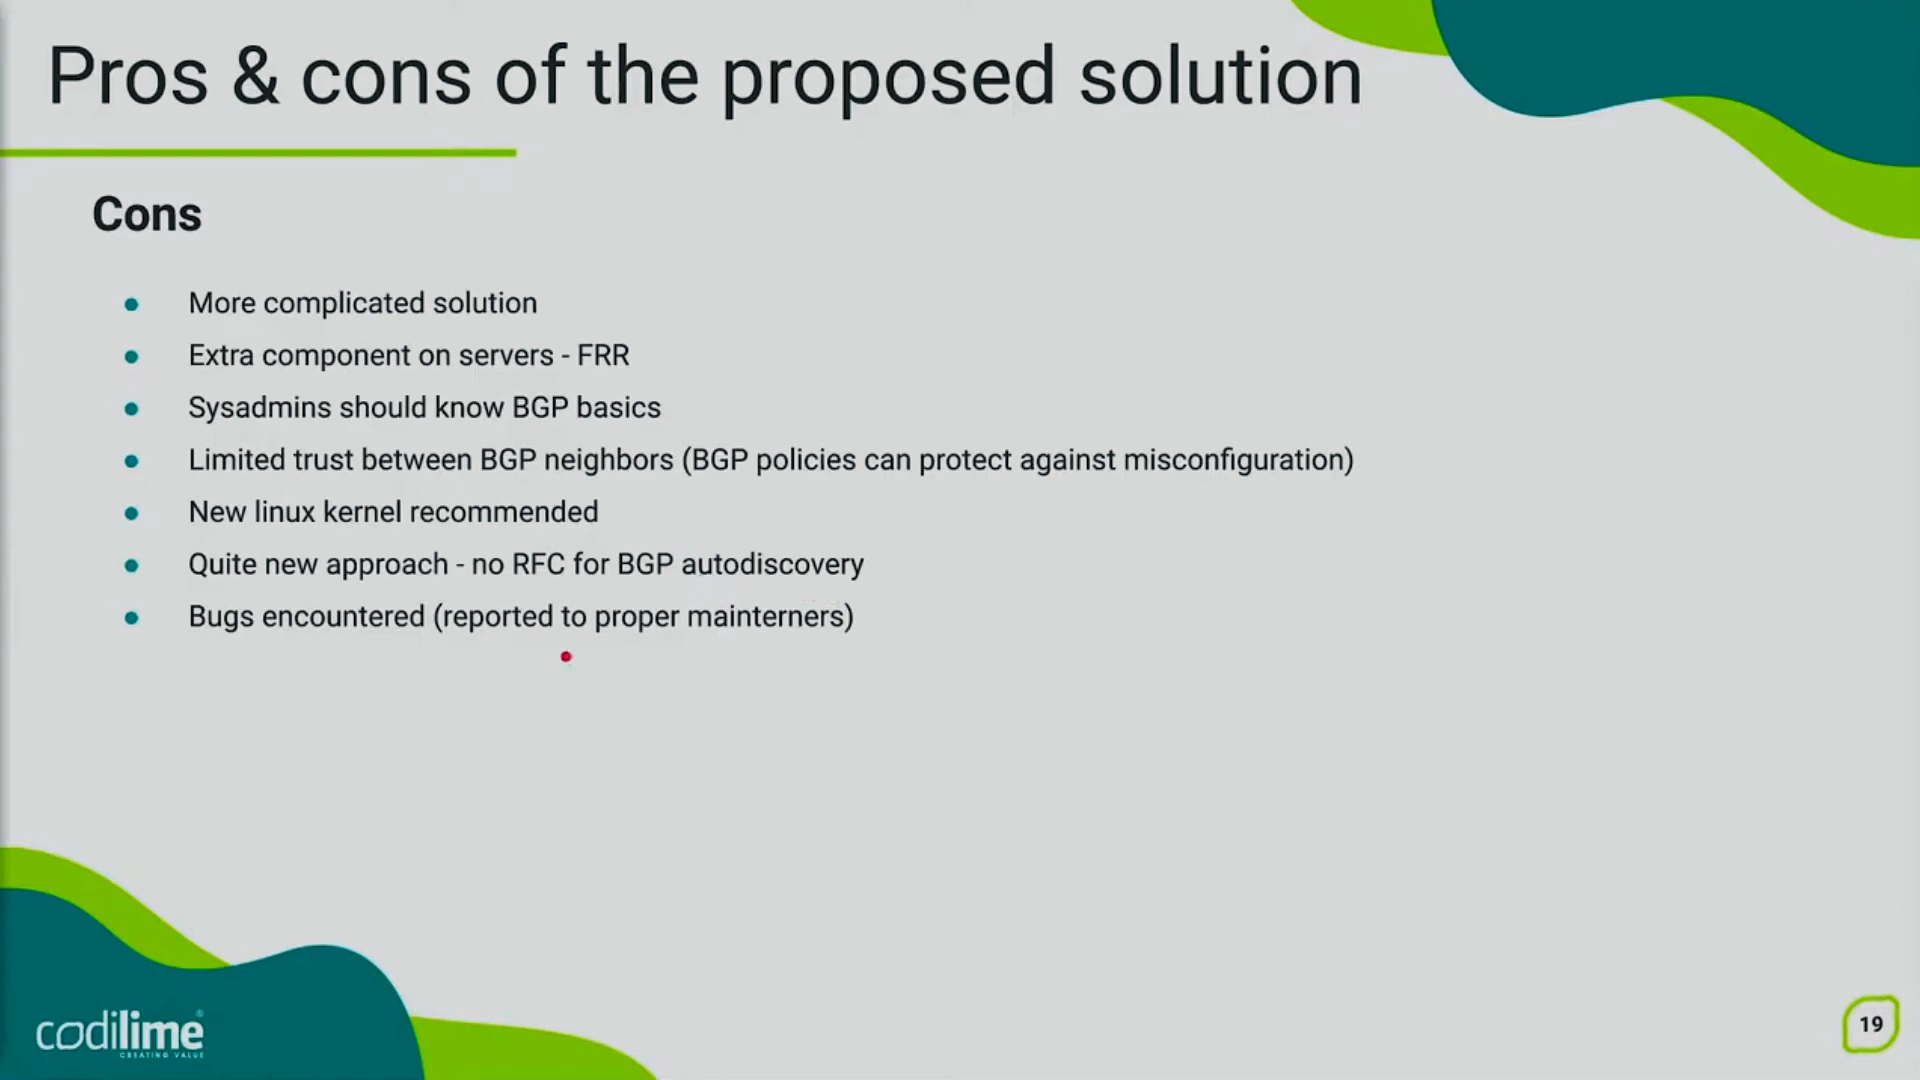 Pros & cons of the proposed solution
Cons
More complicated solution
Extra component on servers - FRR
Sysadmins should know BGP basics
Limited trust between BGP neighbors (BGP policies can protect against misconfiguration)
New linux kernel recommended
Quite new approach - no RFC for BGP autodiscovery
Bugs encountered (reported to proper mainterners)
codilime®
CREATING VALUE
19